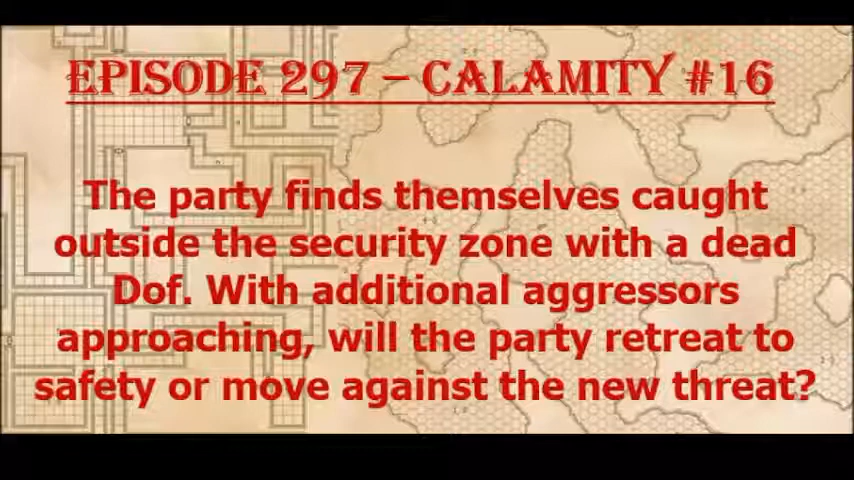 EPISODE 297 – CALAMITY #16
The party finds themselves caught
outside the security zone with a dead
Dof. With additional aggressors
approaching, will the party retreat to
safety or move against the new threat?